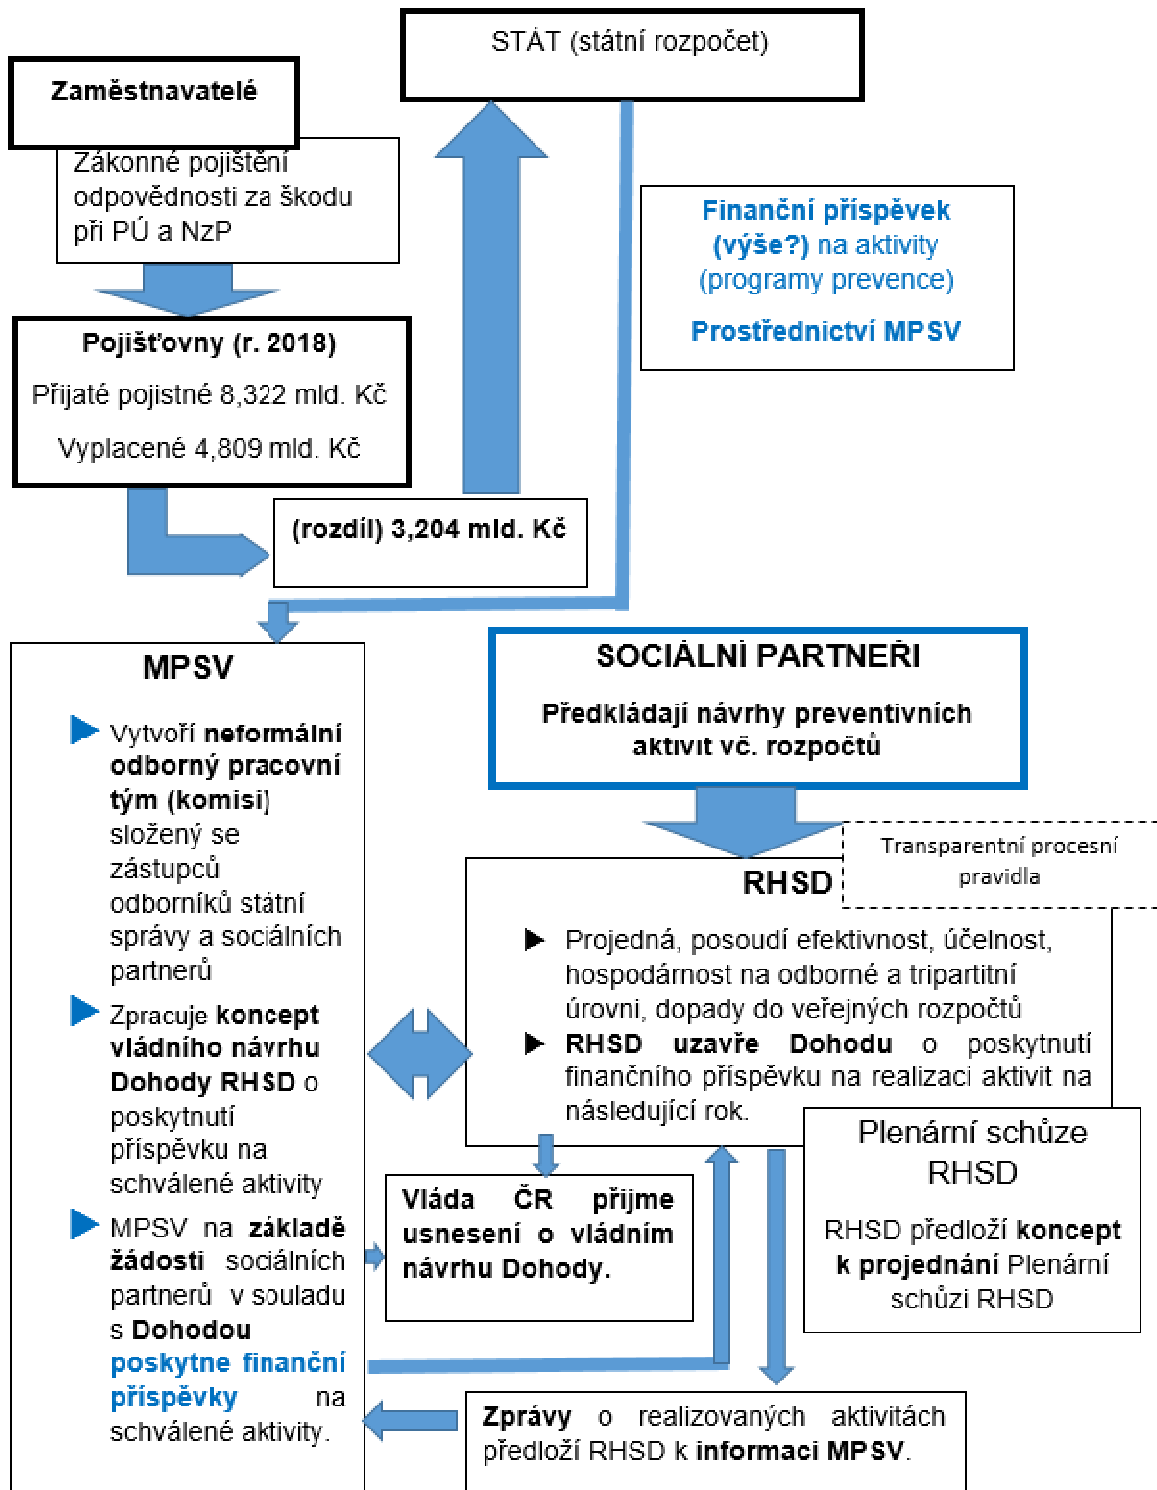 STÁT (státní rozpočet)
Zaměstnavatelé
Zákonné pojištění
odpovědnosti za škodu
při PÚ a NzP
Finanční příspěvek
(výše?) na aktivity
(programy prevence)
Prostřednictví MPSV
Pojišťovny (r. 2018)
Přijaté pojistné 8,322 mld. Kč
Vyplacené 4,809 mld. Kč
(rozdíl) 3,204 mld. Kč
MPSV
Vytvoří neformální
odborný pracovní
tým (komisi)
složený se
zástupců
odborníků státní
správy a sociálních
partnerů
Zpracuje koncept
vládního návrhu
Dohody RHSD o
poskytnutí
příspěvku na
schválené aktivity
MPSV na základě
žádosti sociálních
partnerů v souladu
s Dohodou
poskytne finanční
příspěvky na
schválené aktivity.
SOCIÁLNÍ PARTNEŘI
Předkládají návrhy preventivních
aktivit vč. rozpočtů
Transparentní procesní
pravidla
RHSD
Projedná, posoudí efektivnost, účelnost,
hospodárnost na odborné a tripartitní
úrovni, dopady do veřejných rozpočtů
RHSD uzavře Dohodu o poskytnutí
finančního příspěvku na realizaci aktivit na
následující rok.
Plenární schůze
RHSD
RHSD předloží koncept
k projednání Plenární
schůzi RHSD
Vláda ČR přijme
usnesení o vládním
návrhu Dohody.
Zprávy o realizovaných aktivitách
předloží RHSD k informaci MPSV.